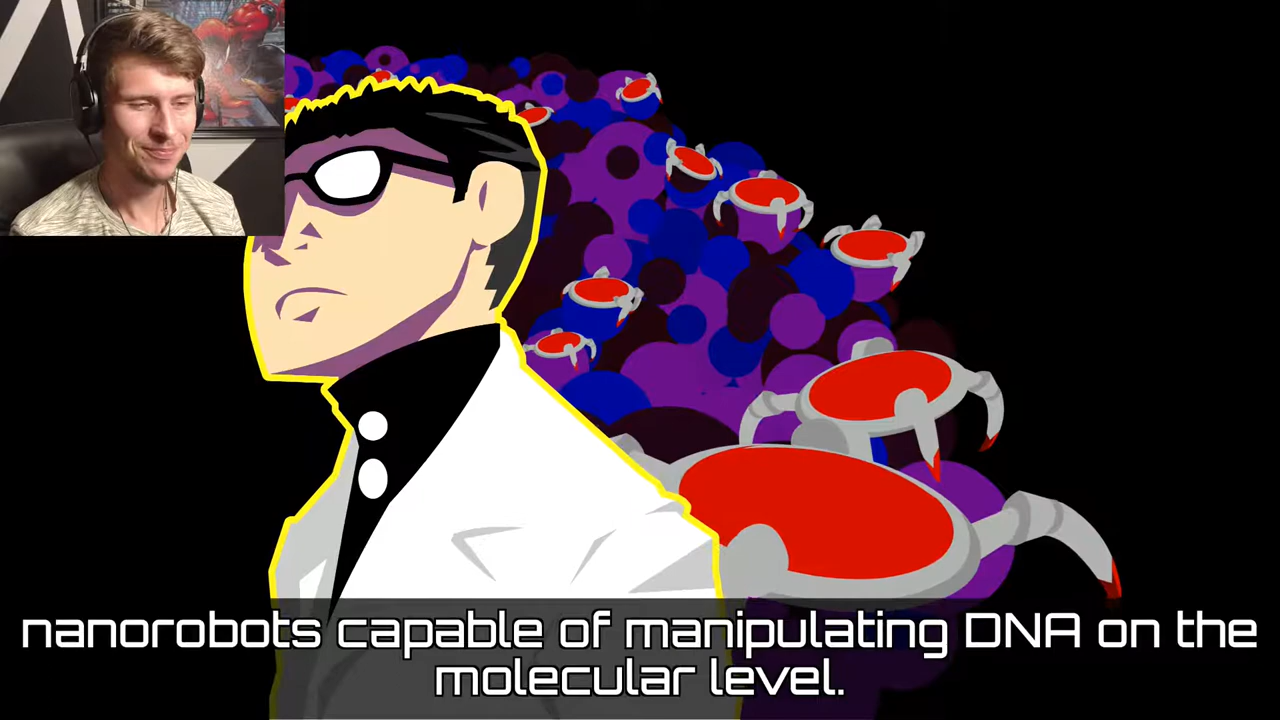 nanorobots capable of manipulating DNA on the
molecular level.